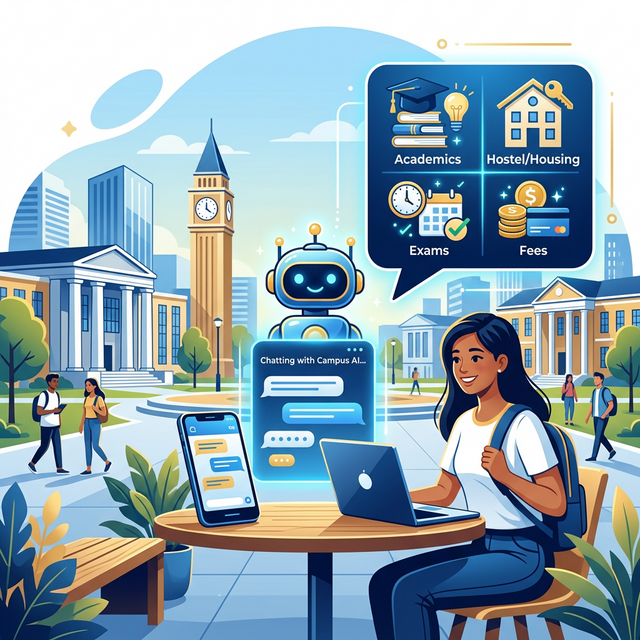 Academics
Hostel/Housing
Exams
Fees
Chatting with Campus AI...